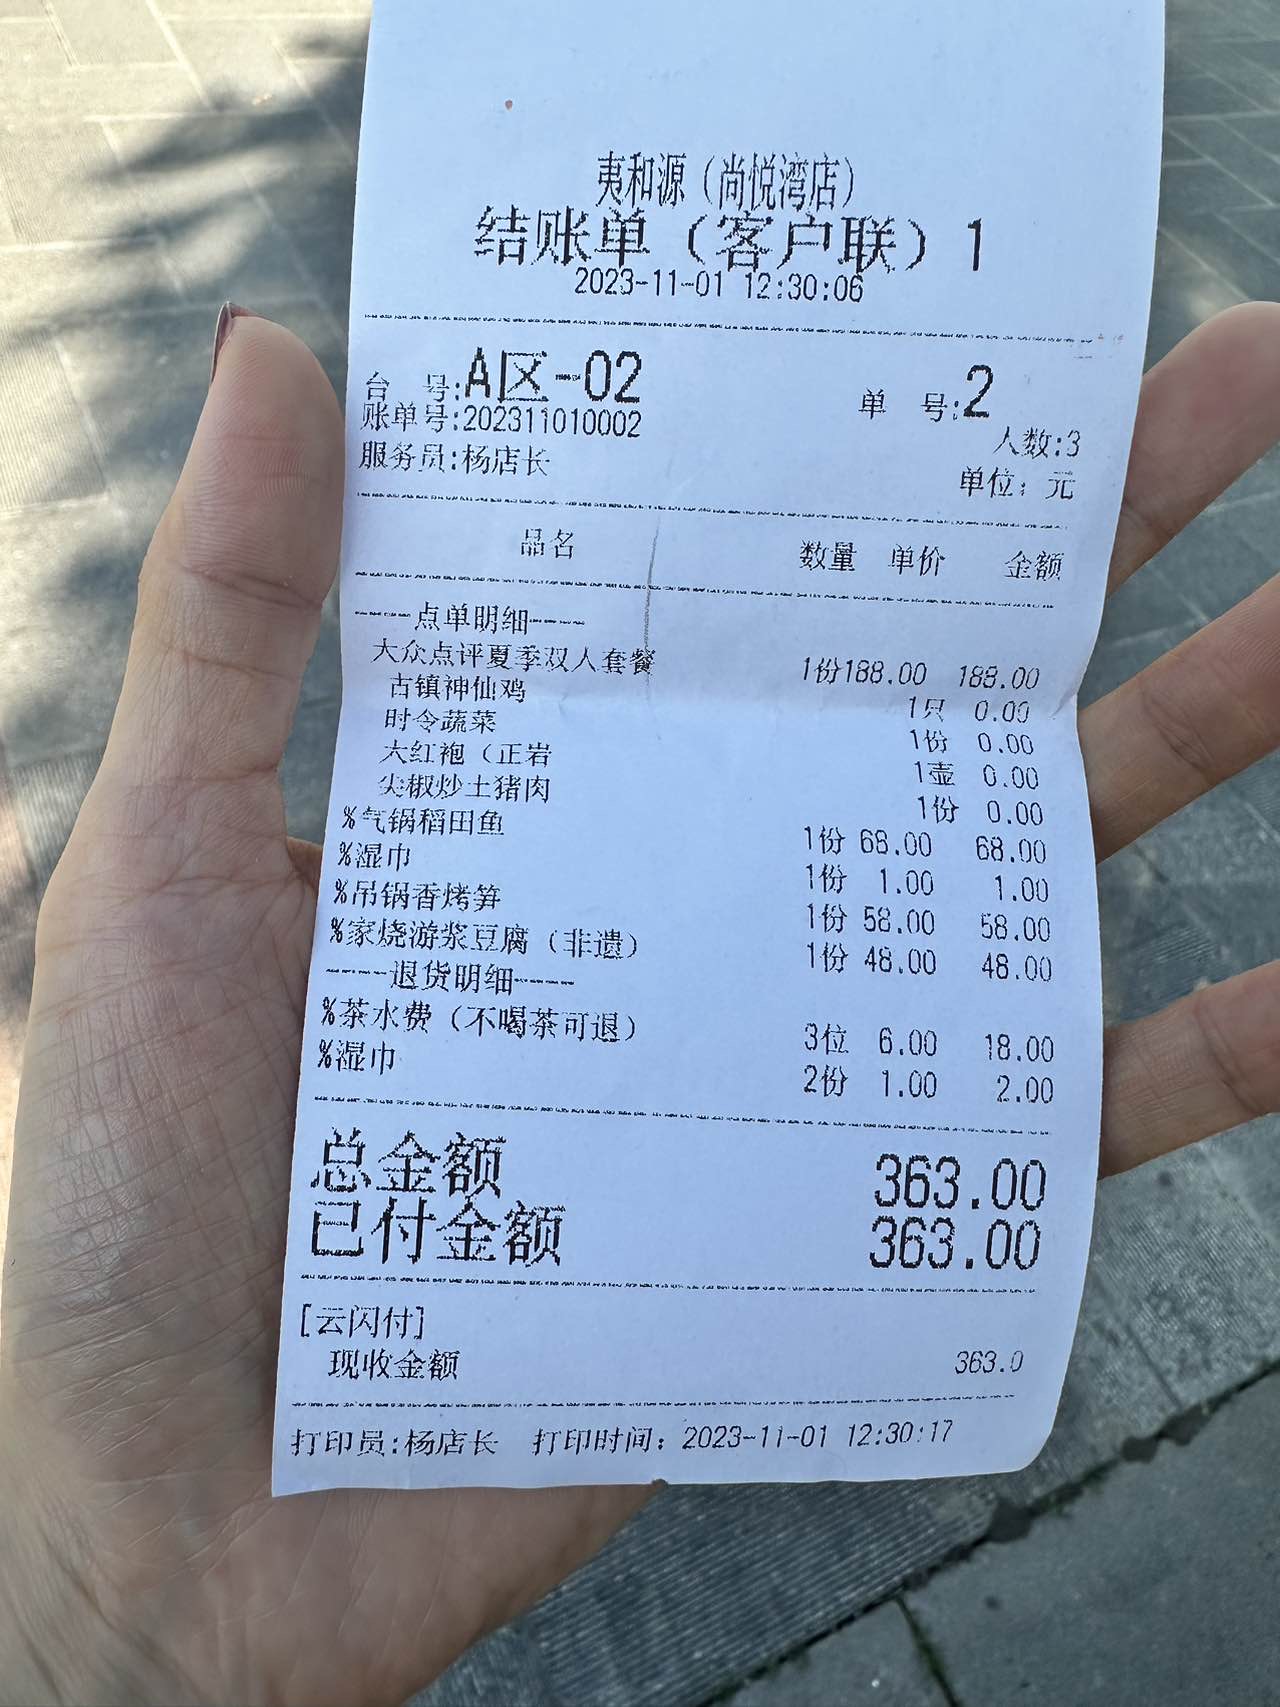 夷和源（尚悦湾店）
结账单（客户联）1
2023-11-01 12:30:06
台 号:A区-02 单 号:2
账单号:202311010002 人数:3
服务员:杨店长 单位：元
品名 数量 单价 金额
----点单明细----
大众点评夏季双人套餐 1份188.00 188.00
古镇神仙鸡 1只 0.00
时令蔬菜 1份 0.00
大红袍（正岩 1壶 0.00
尖椒炒土猪肉 1份 0.00
%气锅稻田鱼 1份 68.00 68.00
%湿巾 1份 1.00 1.00
%吊锅香烤笋 1份 58.00 58.00
%家烧游浆豆腐（非遗） 1份 48.00 48.00
----退货明细----
%茶水费（不喝茶可退） 3位 6.00 18.00
%湿巾 2份 1.00 2.00
总金额 363.00
已付金额 363.00
[云闪付]
现收金额 363.0
打印员:杨店长 打印时间：2023-11-01 12:30:17